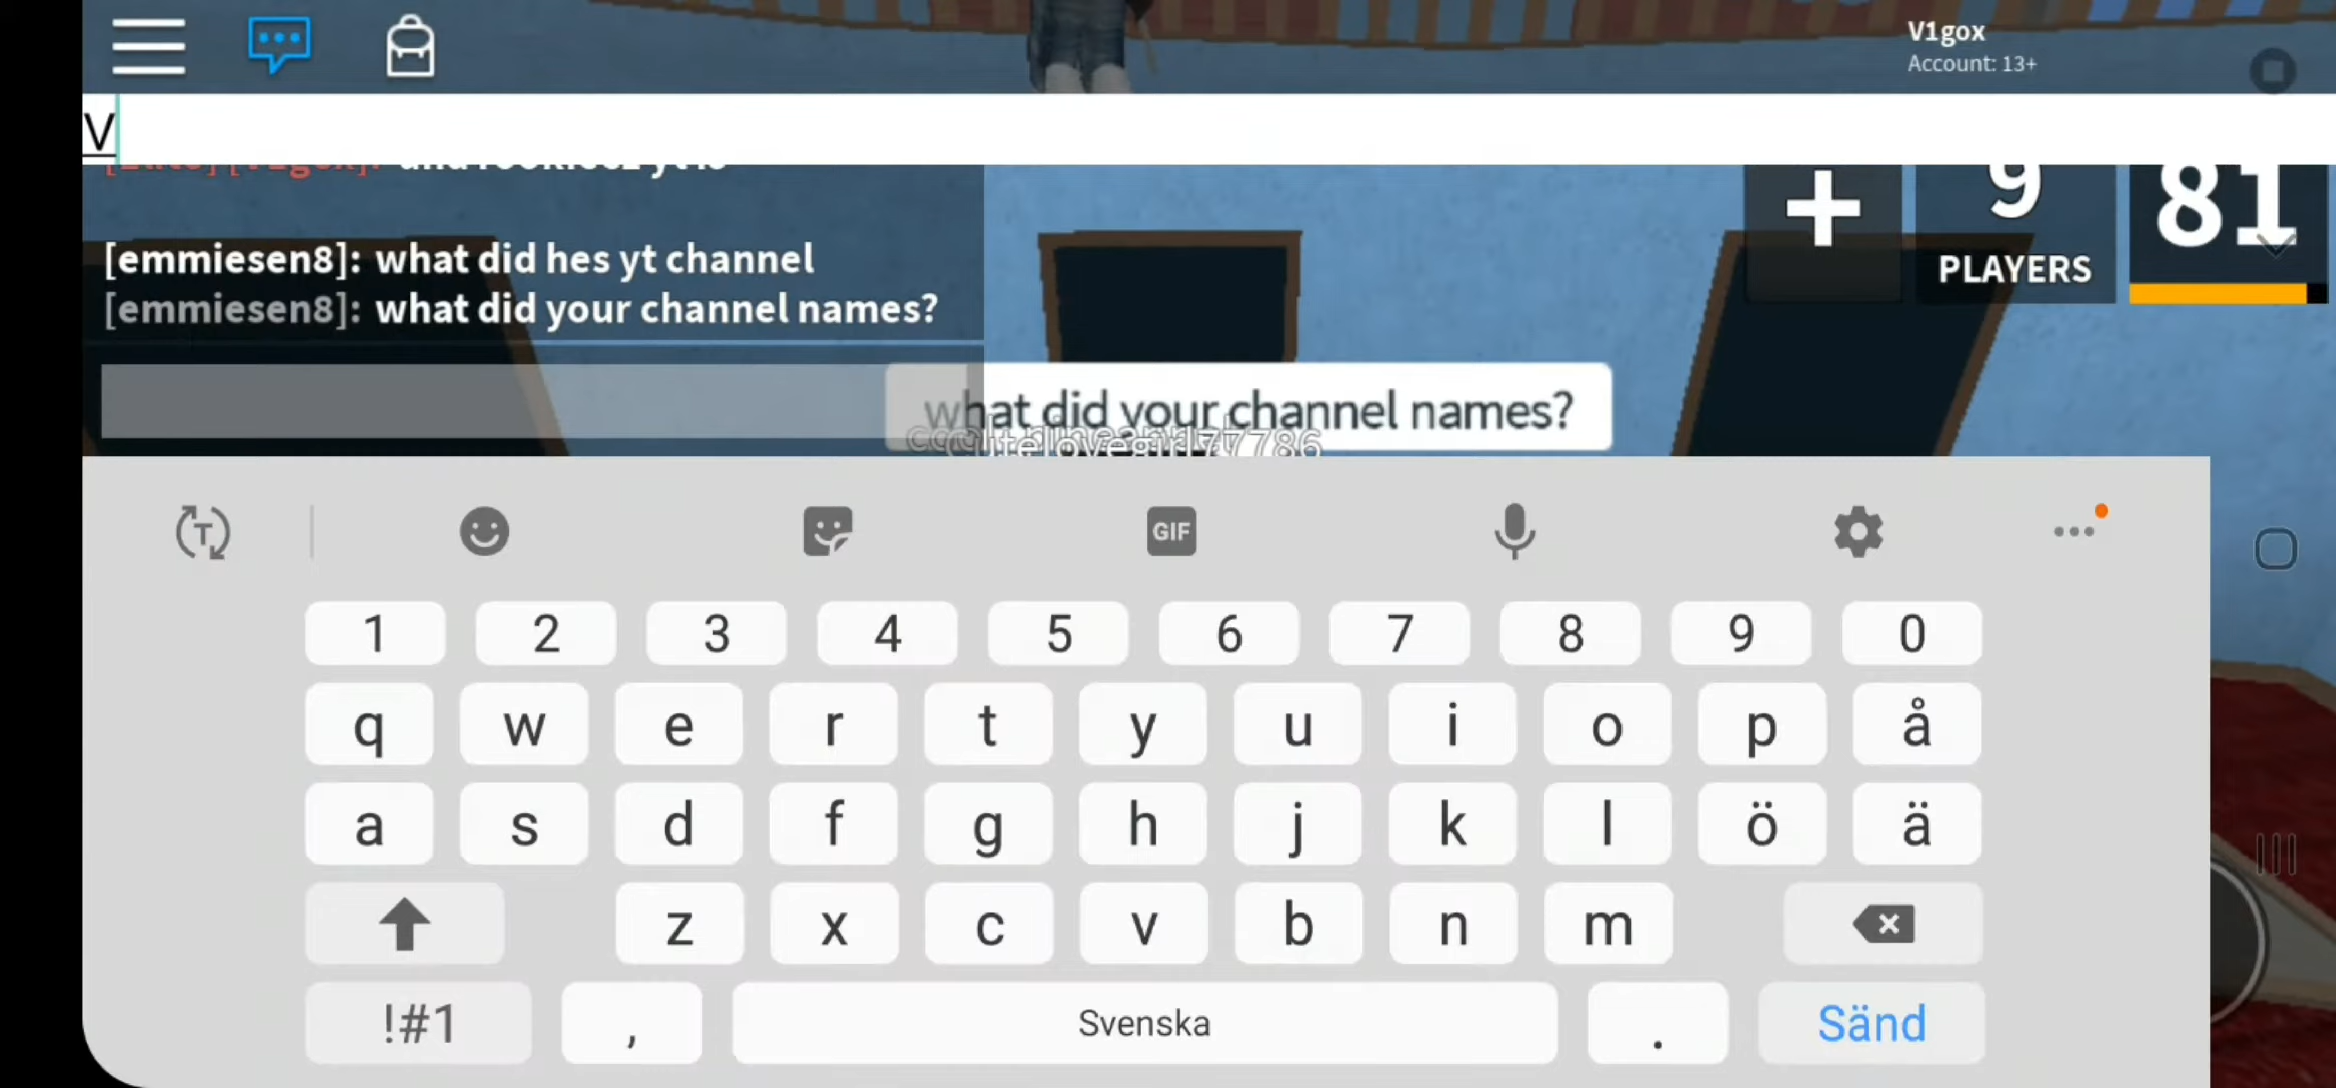 V1gox
Account: 13+
V
[emmiesen8]: what did hes yt channel
[emmiesen8]: what did your channel names?
9
PLAYERS
81
what did your channel names?
GIF
1 2 3 4 5 6 7 8 9 0
q w e r t y u i o p å
a s d f g h j k l ö ä
z x c v b n m
!#1 , Svenska . Sänd